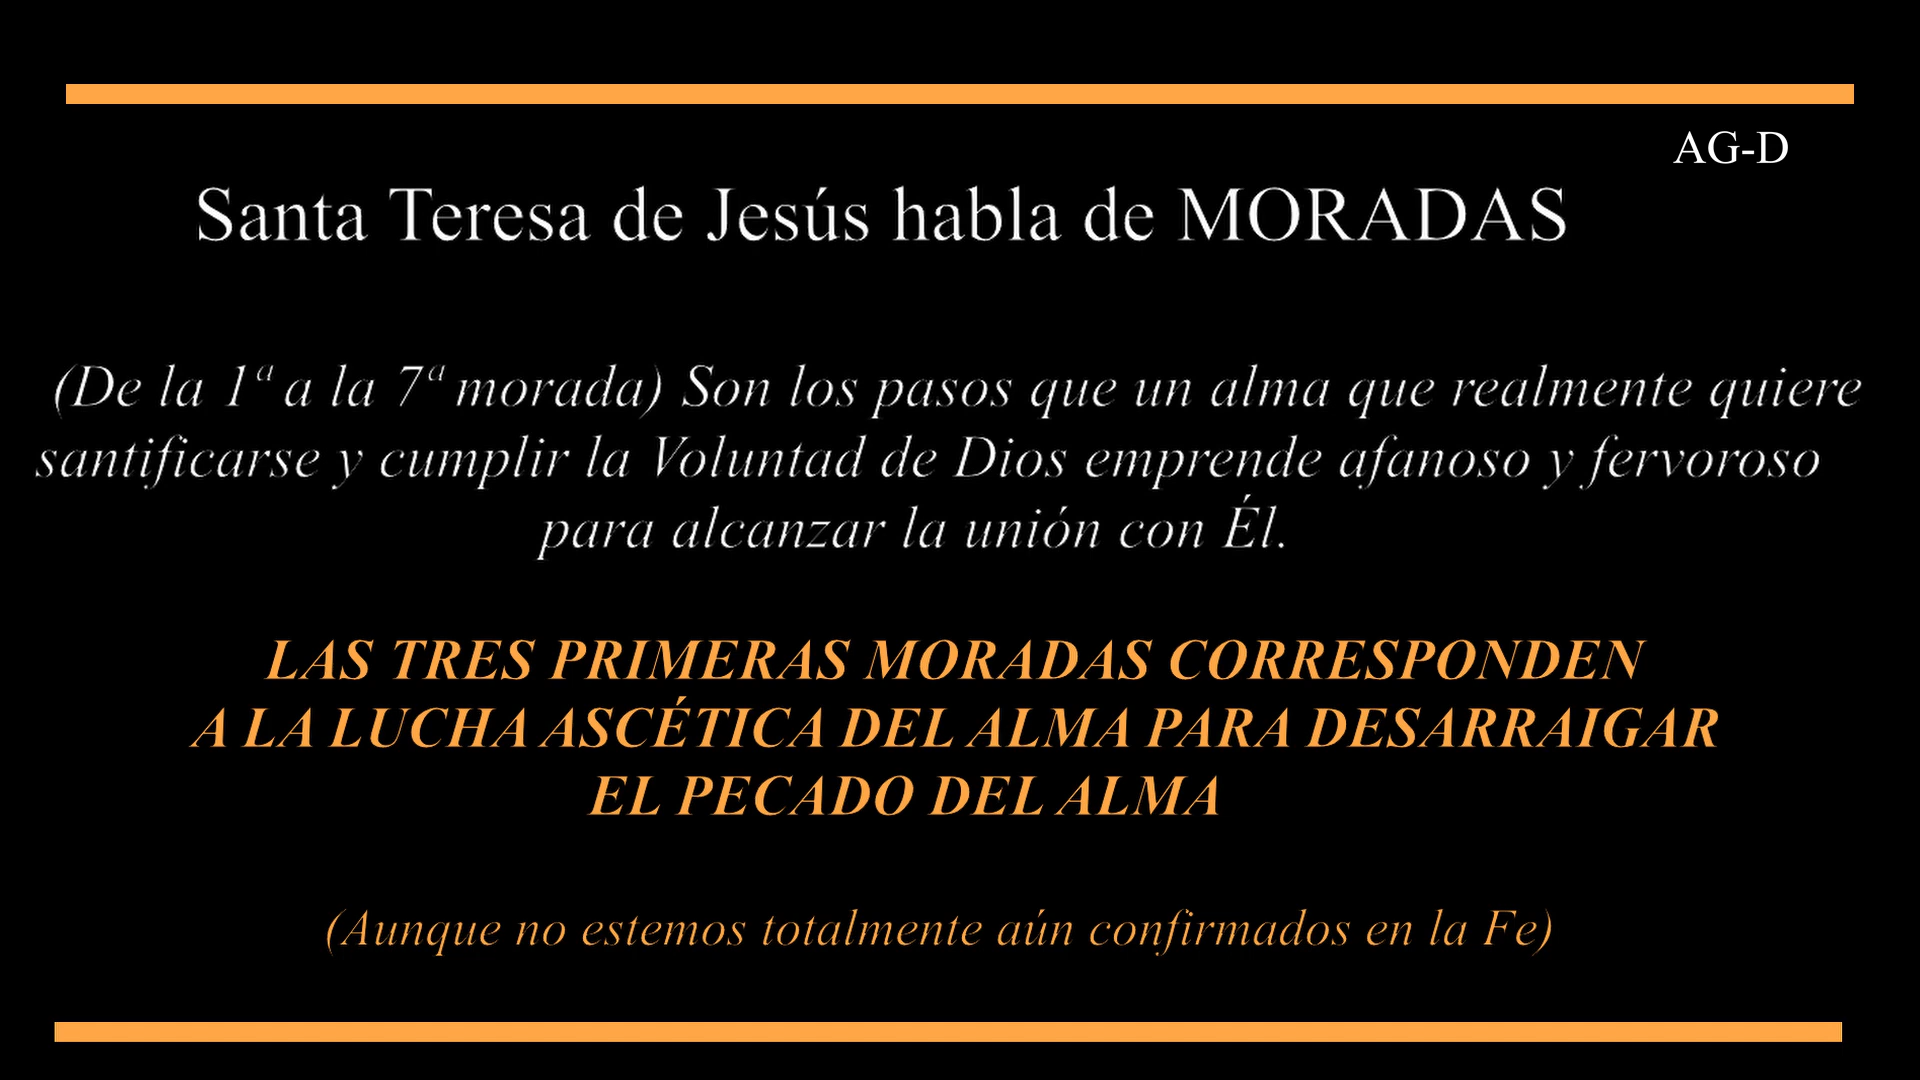 AG-D
Santa Teresa de Jesús habla de MORADAS
(De la 1ª a la 7ª morada) Son los pasos que un alma que realmente quiere
santificarse y cumplir la Voluntad de Dios emprende afanoso y fervoroso
para alcanzar la unión con Él.
LAS TRES PRIMERAS MORADAS CORRESPONDEN
A LA LUCHA ASCÉTICA DEL ALMA PARA DESARRAIGAR
EL PECADO DEL ALMA
(Aunque no estemos totalmente aún confirmados en la Fe)